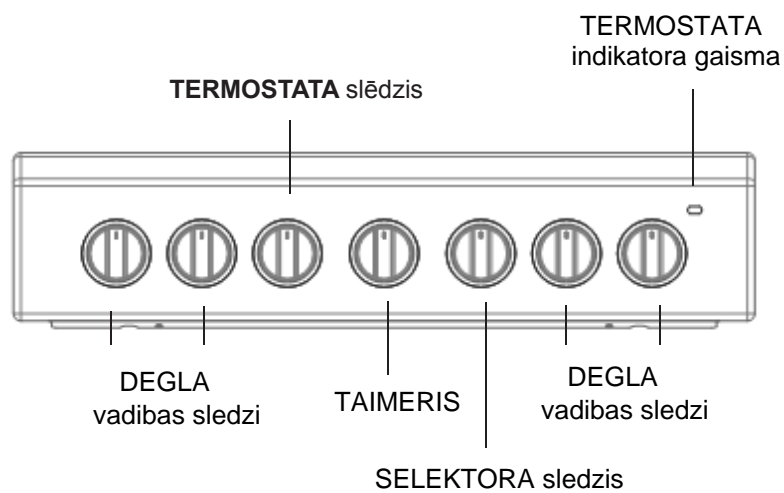 TERMOSTATA
indikatora gaisma
TERMOSTATA slēdzis
DEGLA
vadibas sledzi
TAIMERIS
DEGLA
vadibas sledzi
SELEKTORA sledzis